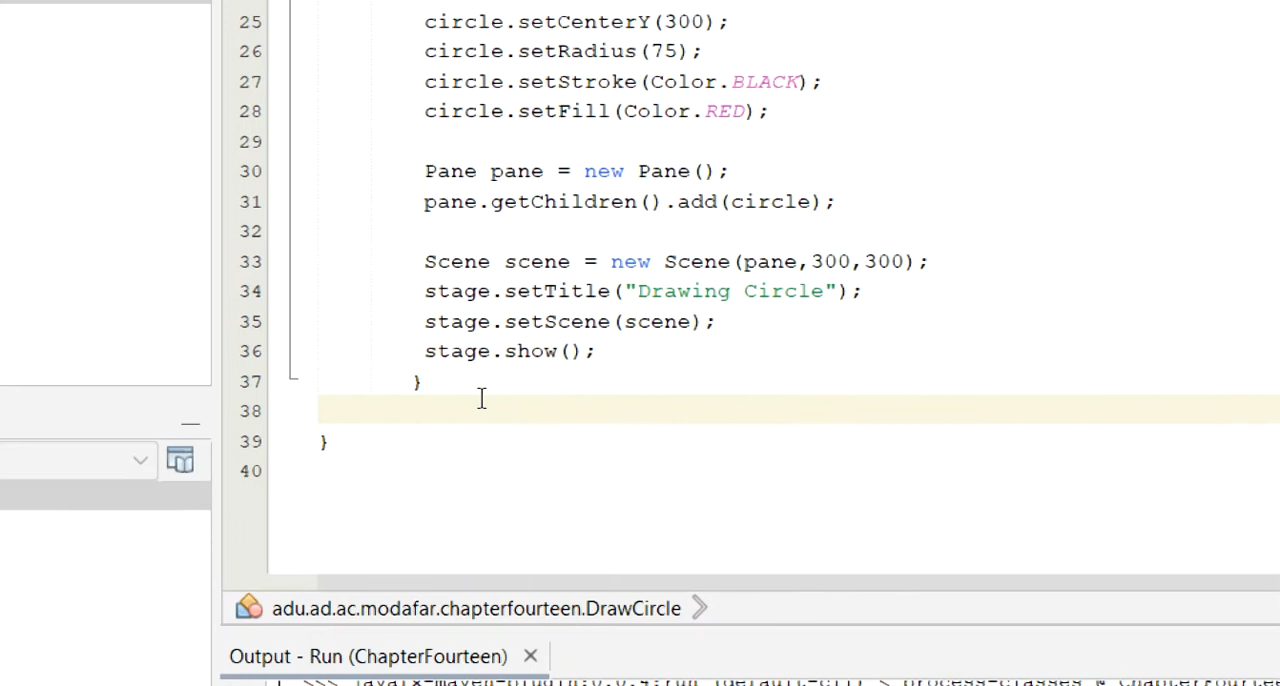 25 circle.setCenterY(300);
26 circle.setRadius(75);
27 circle.setStroke(Color.BLACK);
28 circle.setFill(Color.RED);
29
30 Pane pane = new Pane();
31 pane.getChildren().add(circle);
32
33 Scene scene = new Scene(pane,300,300);
34 stage.setTitle("Drawing Circle");
35 stage.setScene(scene);
36 stage.show();
37 }
38
39 }
40
adu.ad.ac.modafar.chapterfourteen.DrawCircle
Output - Run (ChapterFourteen)